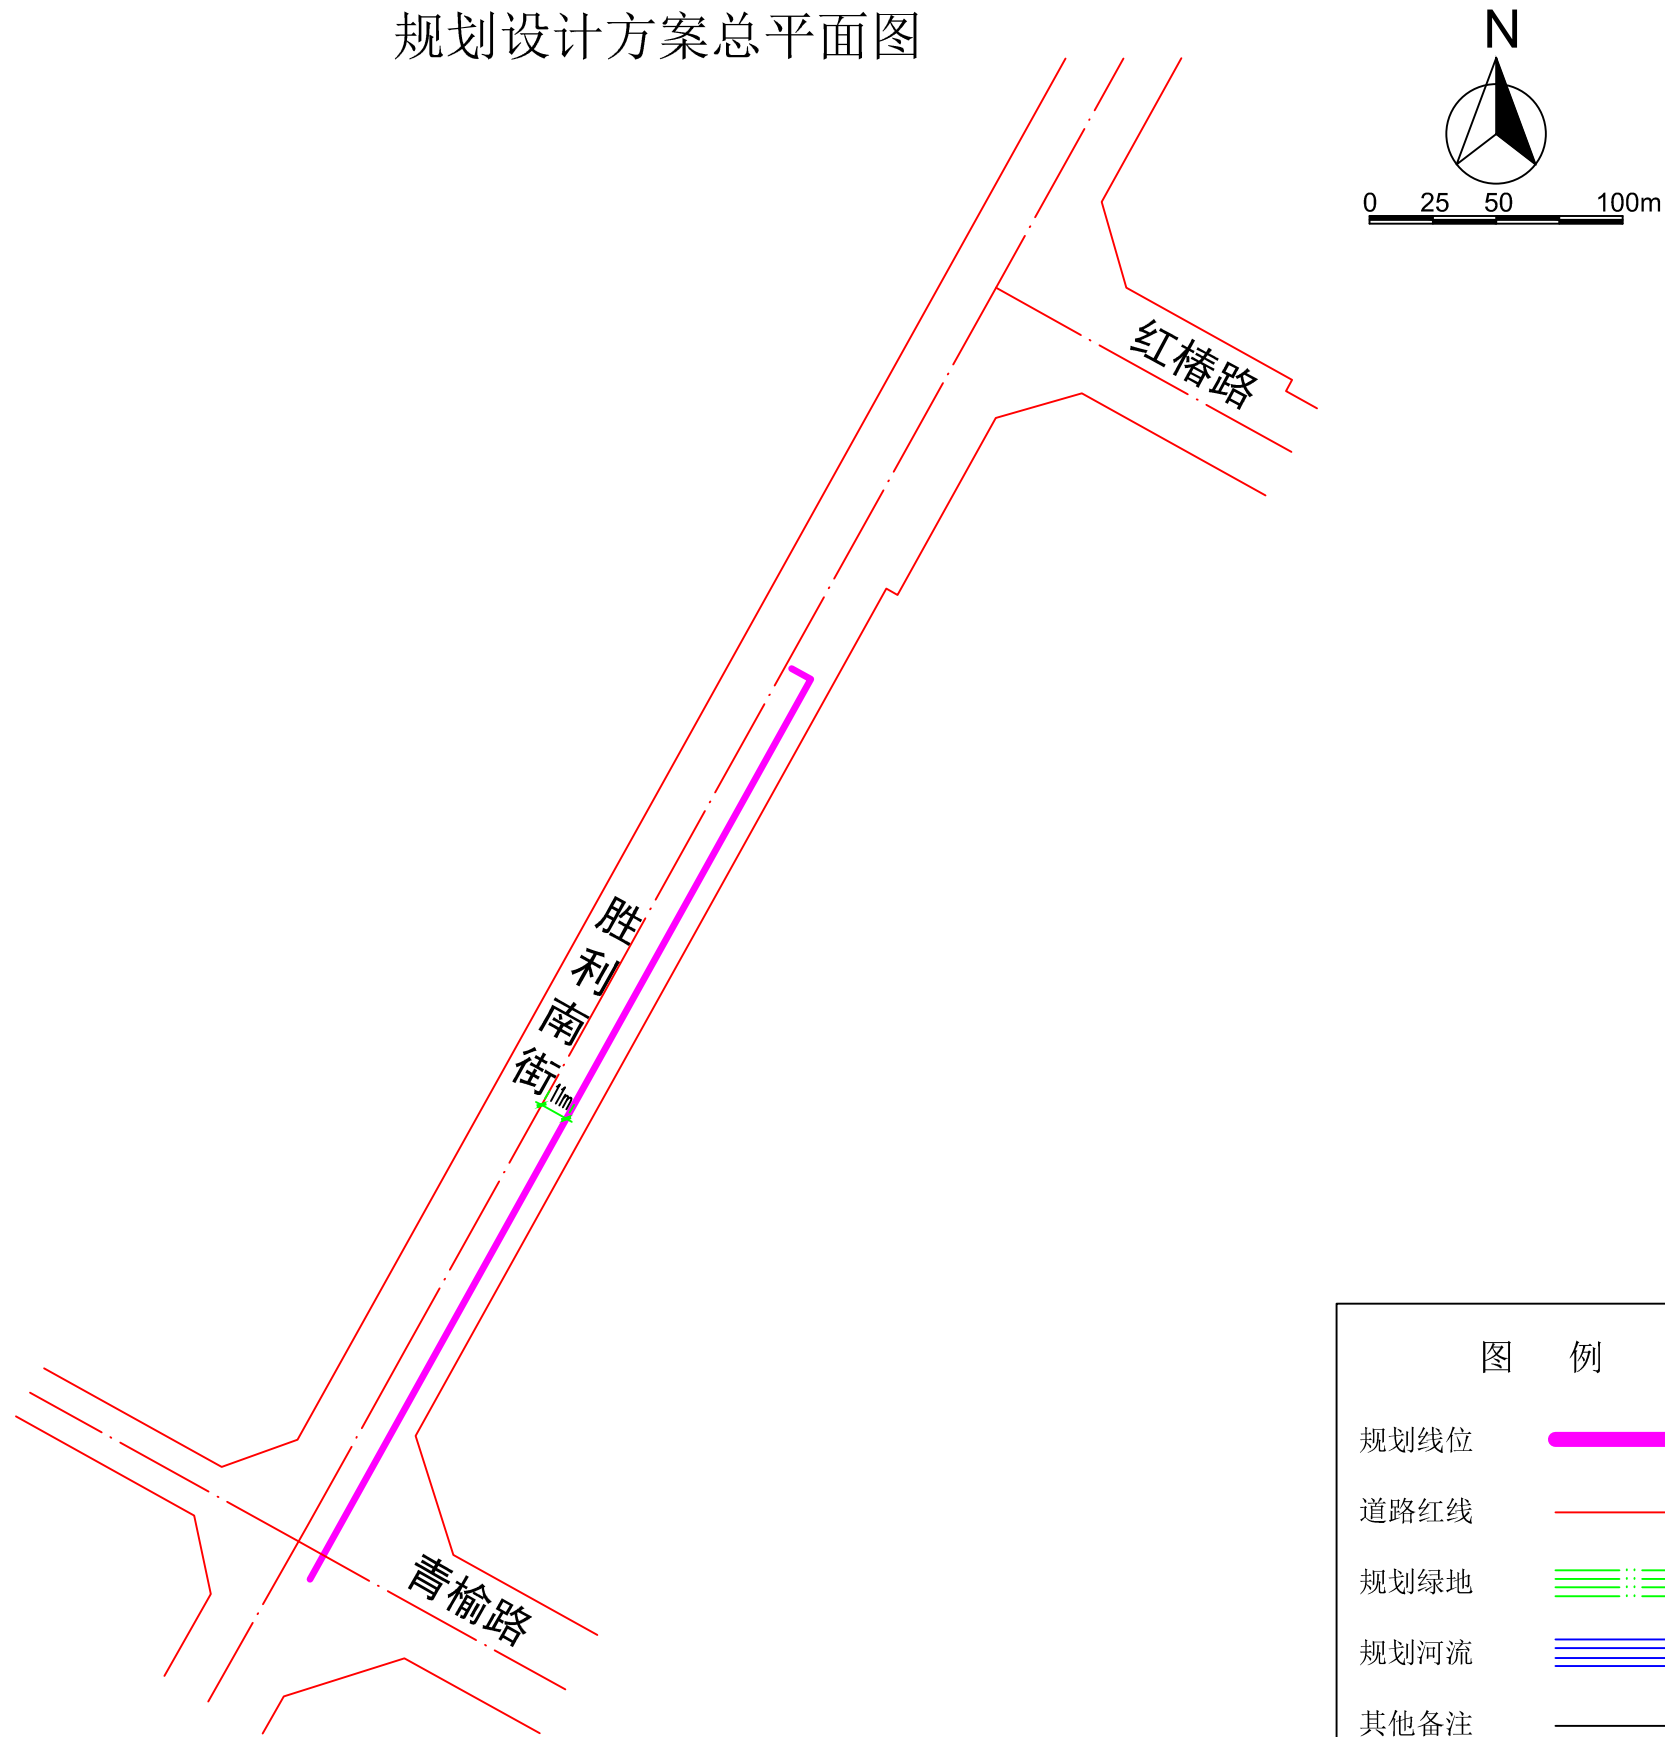 规划设计方案总平面图
N
0 25 50 100m
红椿路
胜利南街
11m
青榆路
图 例
规划线位
道路红线
规划绿地
规划河流
其他备注